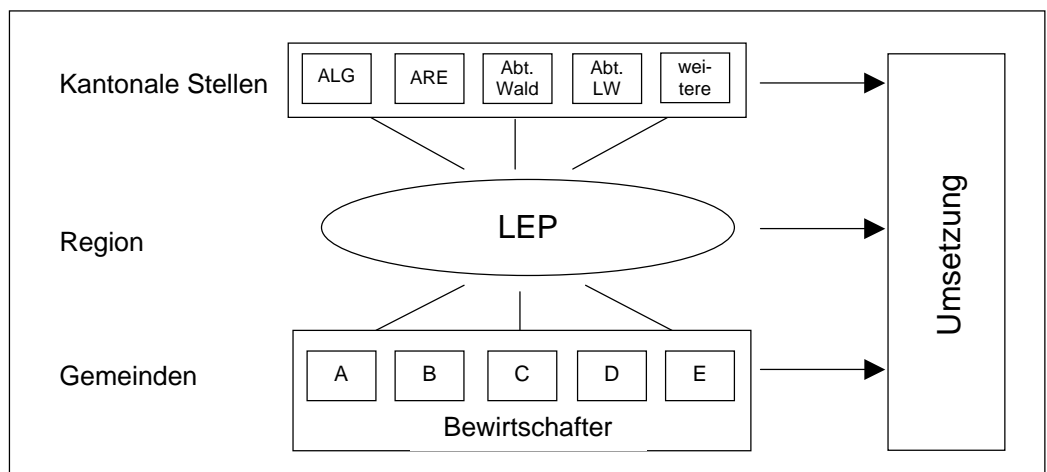 Kantonale Stellen
ALG
ARE
Abt.
Wald
Abt.
LW
wei-
tere
Region
LEP
Umsetzung
Gemeinden
A
B
C
D
E
Bewirtschafter